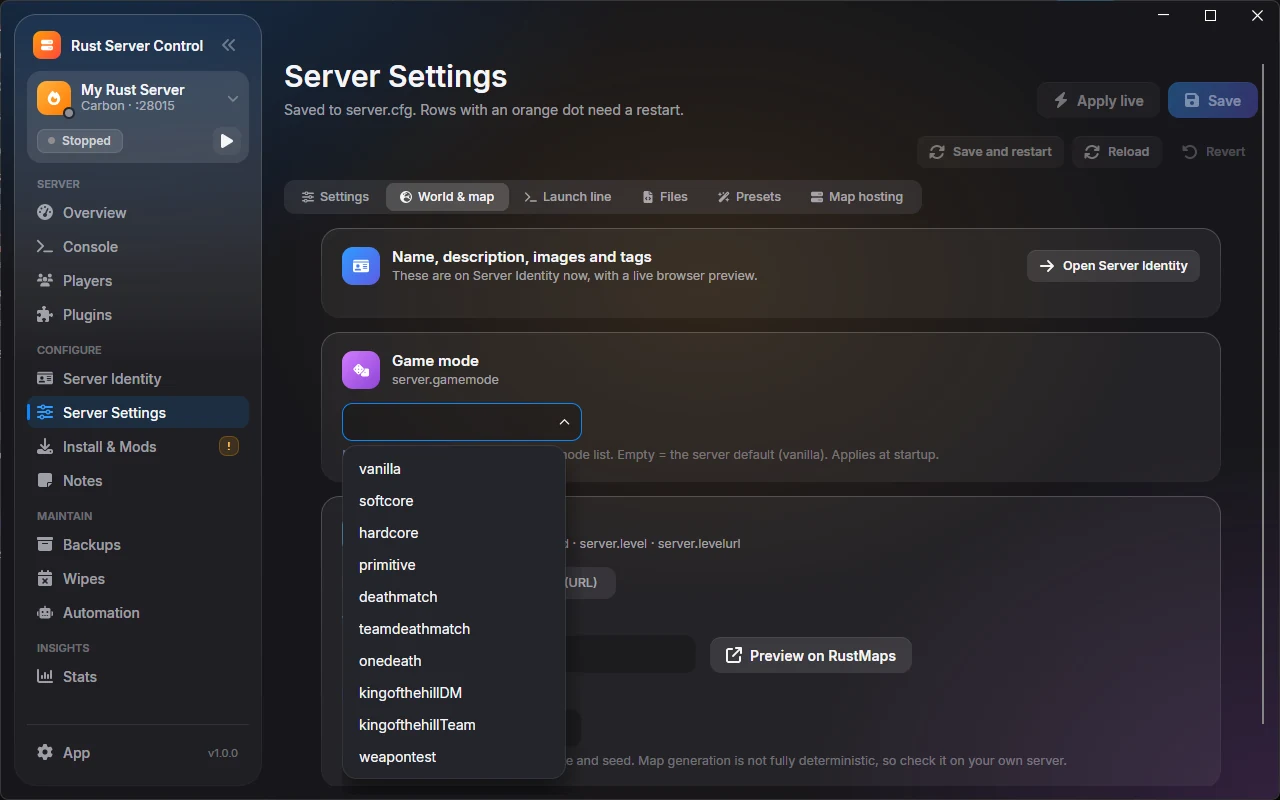 Rust Server Control
My Rust Server
Carbon · :28015
Stopped
SERVER
Overview
Console
Players
Plugins
CONFIGURE
Server Identity
Server Settings
Install & Mods
!
Notes
MAINTAIN
Backups
Wipes
Automation
INSIGHTS
Stats
App
v1.0.0
Server Settings
Saved to server.cfg. Rows with an orange dot need a restart.
Apply live
Save
Save and restart
Reload
Revert
Settings
World & map
Launch line
Files
Presets
Map hosting
Name, description, images and tags
These are on Server Identity now, with a live browser preview.
Open Server Identity
Game mode
server.gamemode
list. Empty = the server default (vanilla). Applies at startup.
vanilla
softcore
hardcore
primitive
deathmatch
teamdeathmatch
onedeath
kingofthehillDM
kingofthehillTeam
weapontest
· server.level · server.levelurl
(URL)
Preview on RustMaps
and seed. Map generation is not fully deterministic, so check it on your own server.